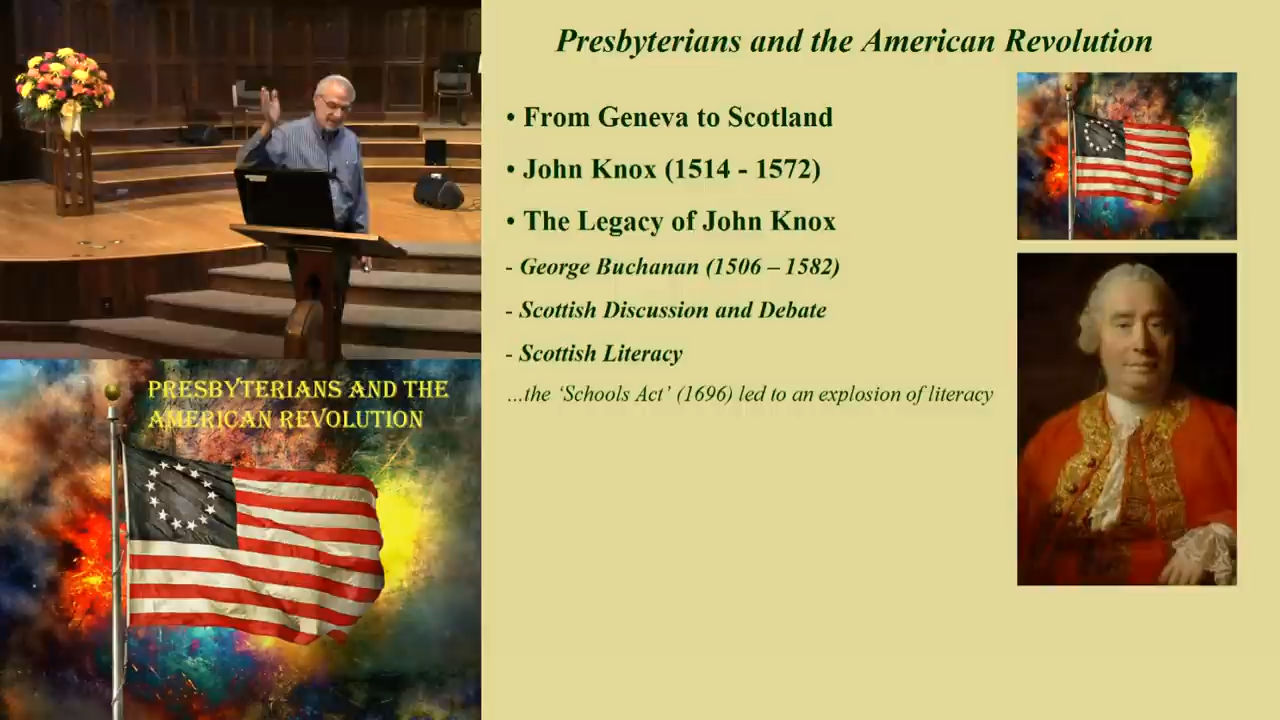 Presbyterians and the American Revolution
• From Geneva to Scotland
• John Knox (1514 - 1572)
• The Legacy of John Knox
- George Buchanan (1506 – 1582)
- Scottish Discussion and Debate
- Scottish Literacy
...the ‘Schools Act’ (1696) led to an explosion of literacy
PRESBYTERIANS AND THE
AMERICAN REVOLUTION